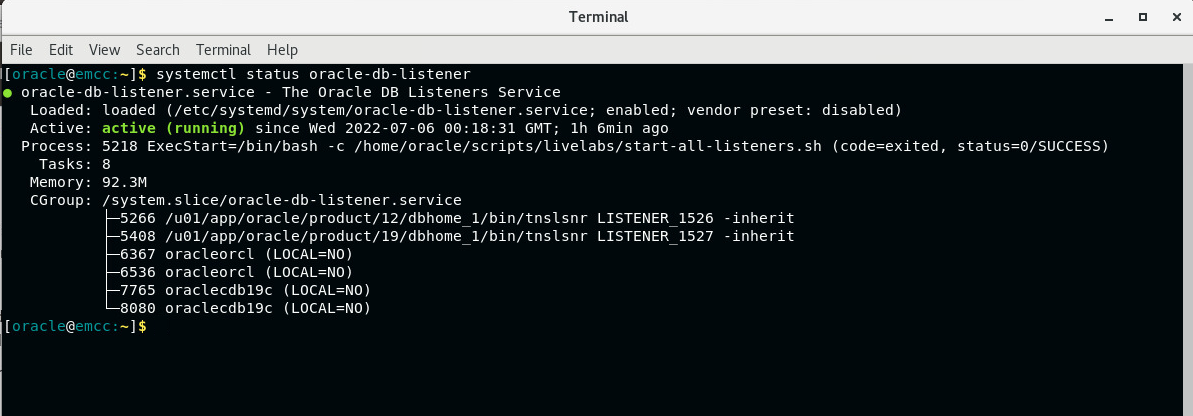 Terminal
File Edit View Search Terminal Help
[oracle@emcc:~]$ systemctl status oracle-db-listener
● oracle-db-listener.service - The Oracle DB Listeners Service
   Loaded: loaded (/etc/systemd/system/oracle-db-listener.service; enabled; vendor preset: disabled)
   Active: active (running) since Wed 2022-07-06 00:18:31 GMT; 1h 6min ago
  Process: 5218 ExecStart=/bin/bash -c /home/oracle/scripts/livelabs/start-all-listeners.sh (code=exited, status=0/SUCCESS)
    Tasks: 8
   Memory: 92.3M
   CGroup: /system.slice/oracle-db-listener.service
           ├─5266 /u01/app/oracle/product/12/dbhome_1/bin/tnslsnr LISTENER_1526 -inherit
           ├─5408 /u01/app/oracle/product/19/dbhome_1/bin/tnslsnr LISTENER_1527 -inherit
           ├─6367 oracleorcl (LOCAL=NO)
           ├─6536 oracleorcl (LOCAL=NO)
           ├─7765 oraclecdb19c (LOCAL=NO)
           └─8080 oraclecdb19c (LOCAL=NO)
[oracle@emcc:~]$